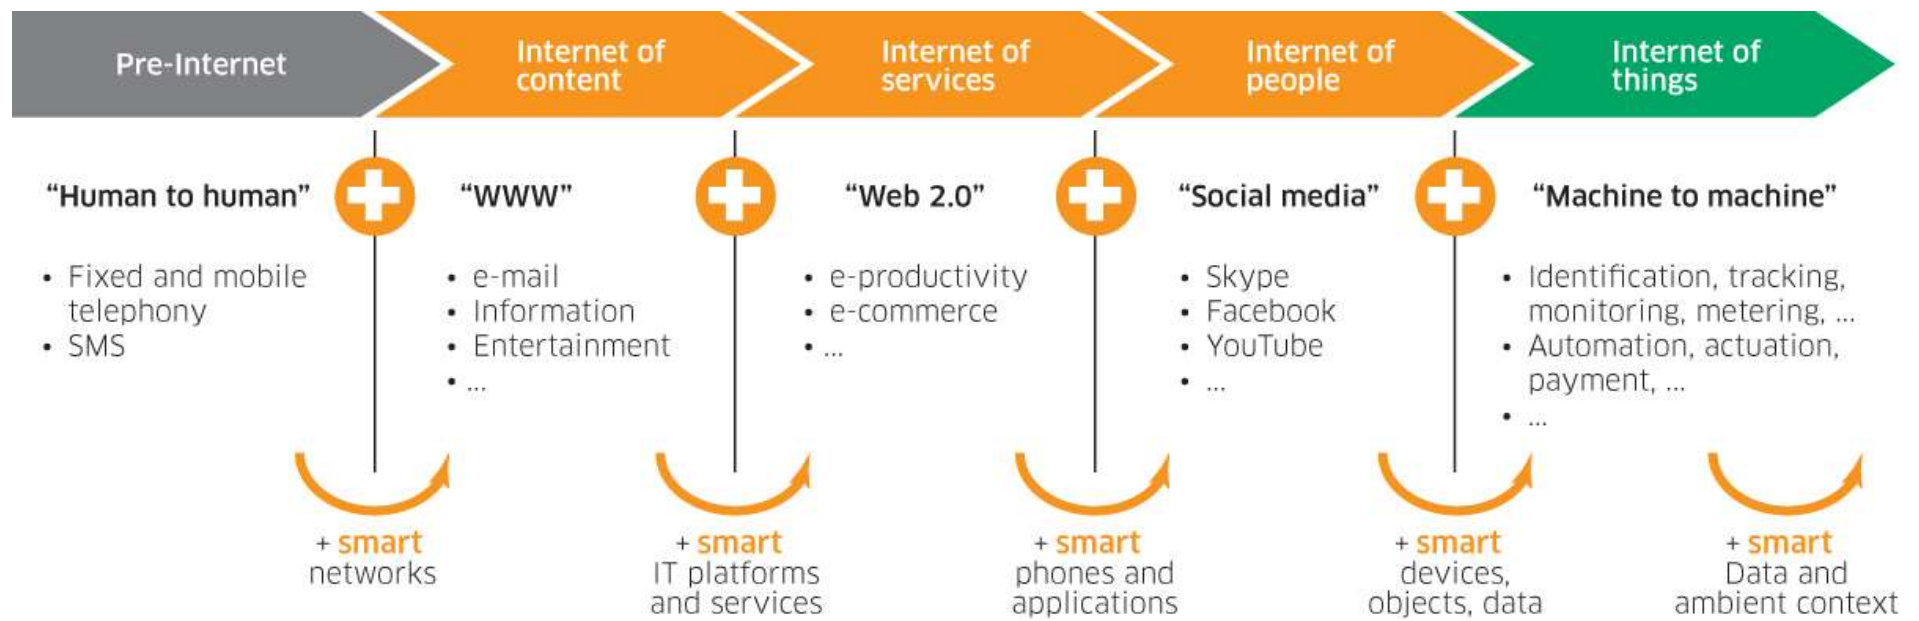 Pre-Internet
Internet of
content
Internet of
services
Internet of
people
Internet of
things
“Human to human”
“WWW”
“Web 2.0”
“Social media”
“Machine to machine”
• Fixed and mobile
telephony
• SMS
• e-mail
• Information
• Entertainment
• ...
• e-productivity
• e-commerce
• ...
• Skype
• Facebook
• YouTube
• ...
• Identification, tracking,
monitoring, metering, ...
• Automation, actuation,
payment, ...
• ...
+ smart
networks
+ smart
IT platforms
and services
+ smart
phones and
applications
+ smart
devices,
objects, data
+ smart
Data and
ambient context